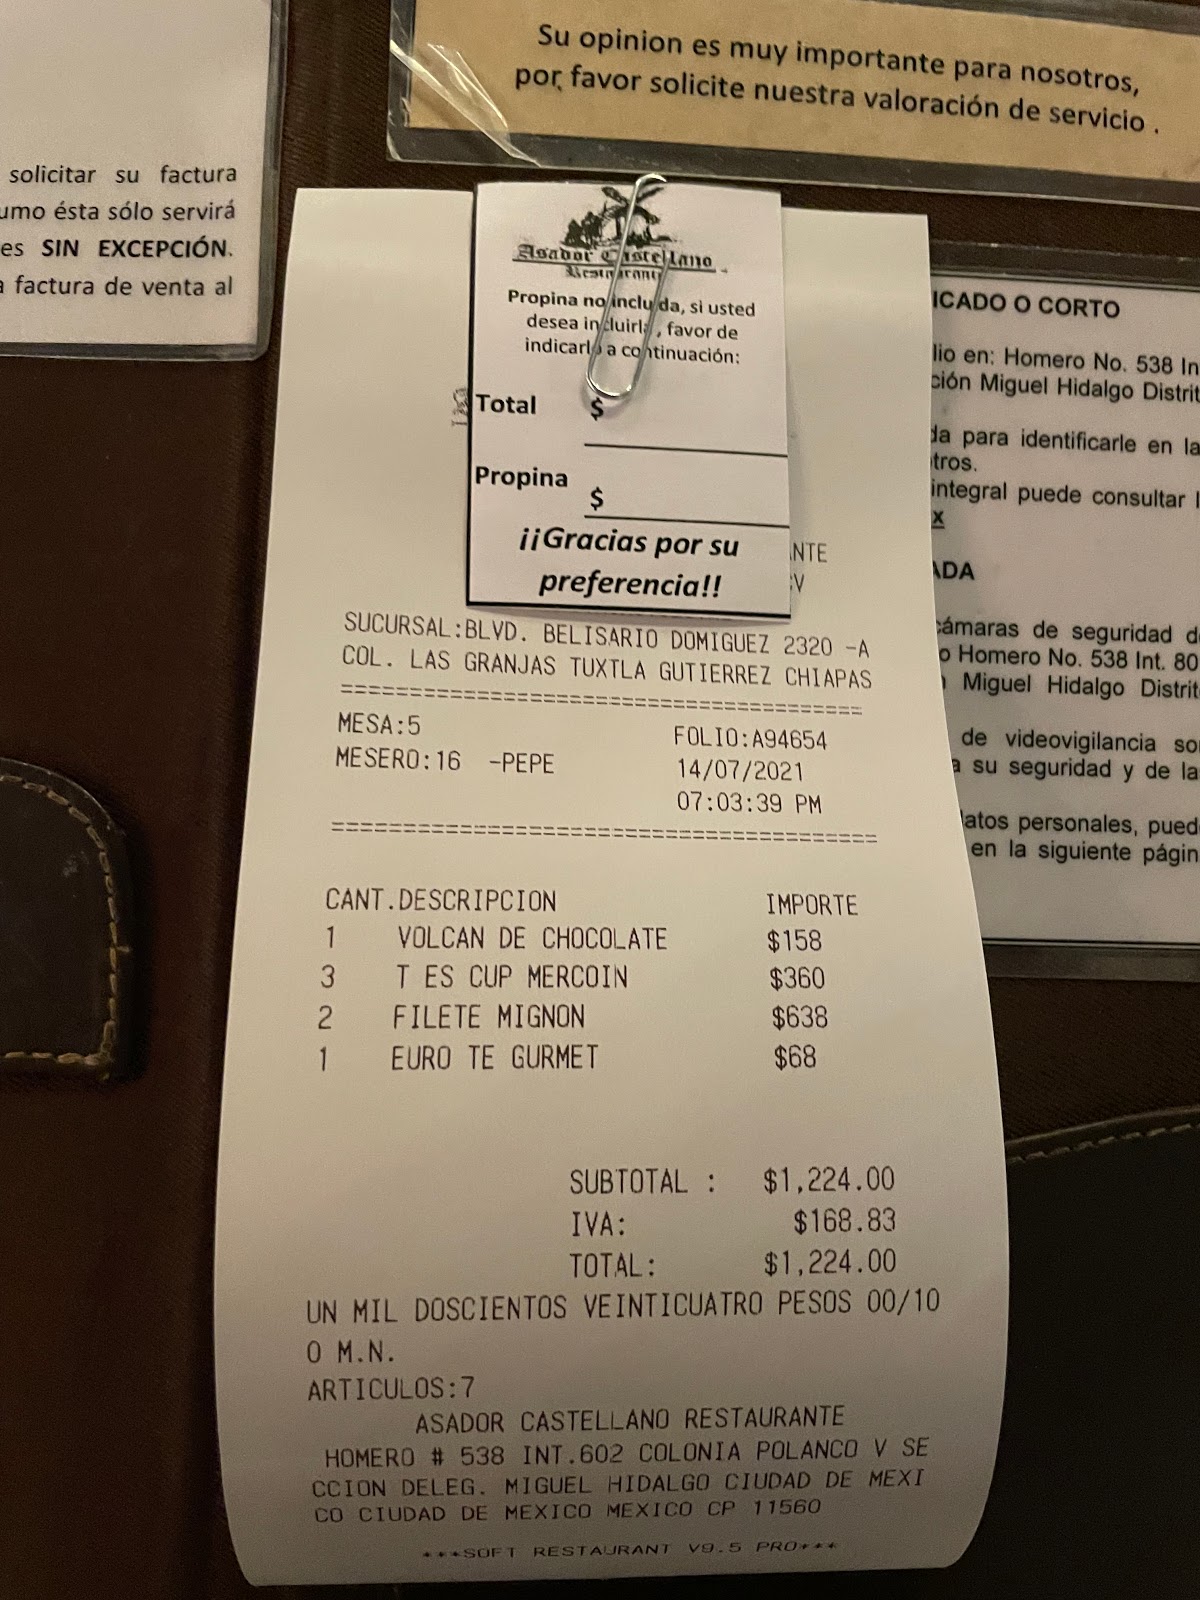 Su opinion es muy importante para nosotros,
por favor solicite nuestra valoración de servicio .
solicitar su factura
umo ésta sólo servirá
es SIN EXCEPCIÓN.
a factura de venta al
Asador Castellano
Restaurante
Propina no incluida, si usted
desea incluirla, favor de
indicarlo a continuación:
Total $
Propina $
¡¡Gracias por su
preferencia!!
ICADO O CORTO
lio en: Homero No. 538 In
ción Miguel Hidalgo Distrit
da para identificarle en la
tros.
integral puede consultar l
x
ADA
cámaras de seguridad de
o Homero No. 538 Int. 80
Miguel Hidalgo Distrit
de videovigilancia so
a su seguridad y de la
latos personales, pued
en la siguiente págin
NTE
V
SUCURSAL:BLVD. BELISARIO DOMIGUEZ 2320 -A
COL. LAS GRANJAS TUXTLA GUTIERREZ CHIAPAS
=========================================
MESA:5 FOLIO:A94654
MESERO:16 -PEPE 14/07/2021
07:03:39 PM
=========================================
CANT.DESCRIPCION IMPORTE
1 VOLCAN DE CHOCOLATE $158
3 T ES CUP MERCOIN $360
2 FILETE MIGNON $638
1 EURO TE GURMET $68
SUBTOTAL : $1,224.00
IVA: $168.83
TOTAL: $1,224.00
UN MIL DOSCIENTOS VEINTICUATRO PESOS 00/10
0 M.N.
ARTICULOS:7
ASADOR CASTELLANO RESTAURANTE
HOMERO # 538 INT.602 COLONIA POLANCO V SE
CCION DELEG. MIGUEL HIDALGO CIUDAD DE MEXI
CO CIUDAD DE MEXICO MEXICO CP 11560
***SOFT RESTAURANT V9.5 PRO***